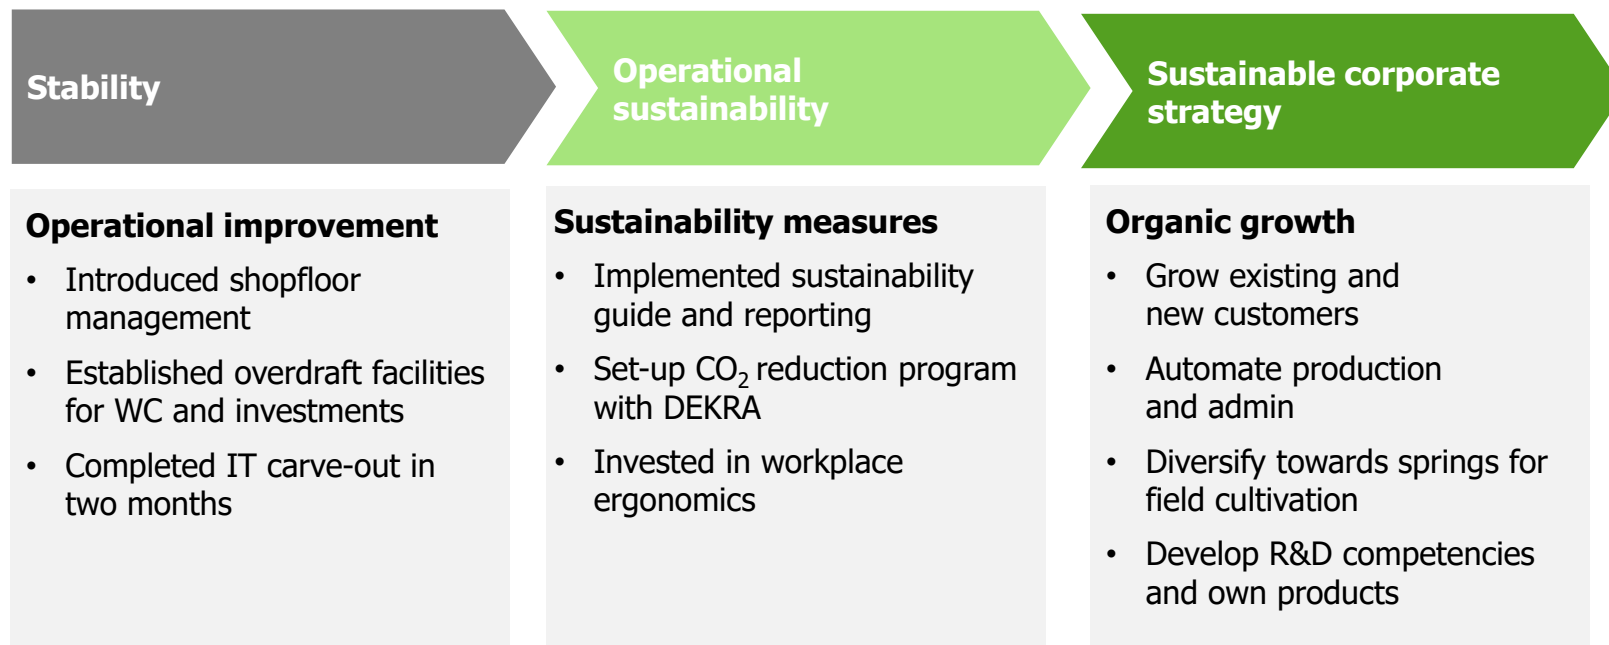 Stability
Operational
sustainability
Sustainable corporate
strategy
Operational improvement
• Introduced shopfloor
management
• Established overdraft facilities
for WC and investments
• Completed IT carve-out in
two months
Sustainability measures
• Implemented sustainability
guide and reporting
• Set-up CO₂ reduction program
with DEKRA
• Invested in workplace
ergonomics
Organic growth
• Grow existing and
new customers
• Automate production
and admin
• Diversify towards springs for
field cultivation
• Develop R&D competencies
and own products